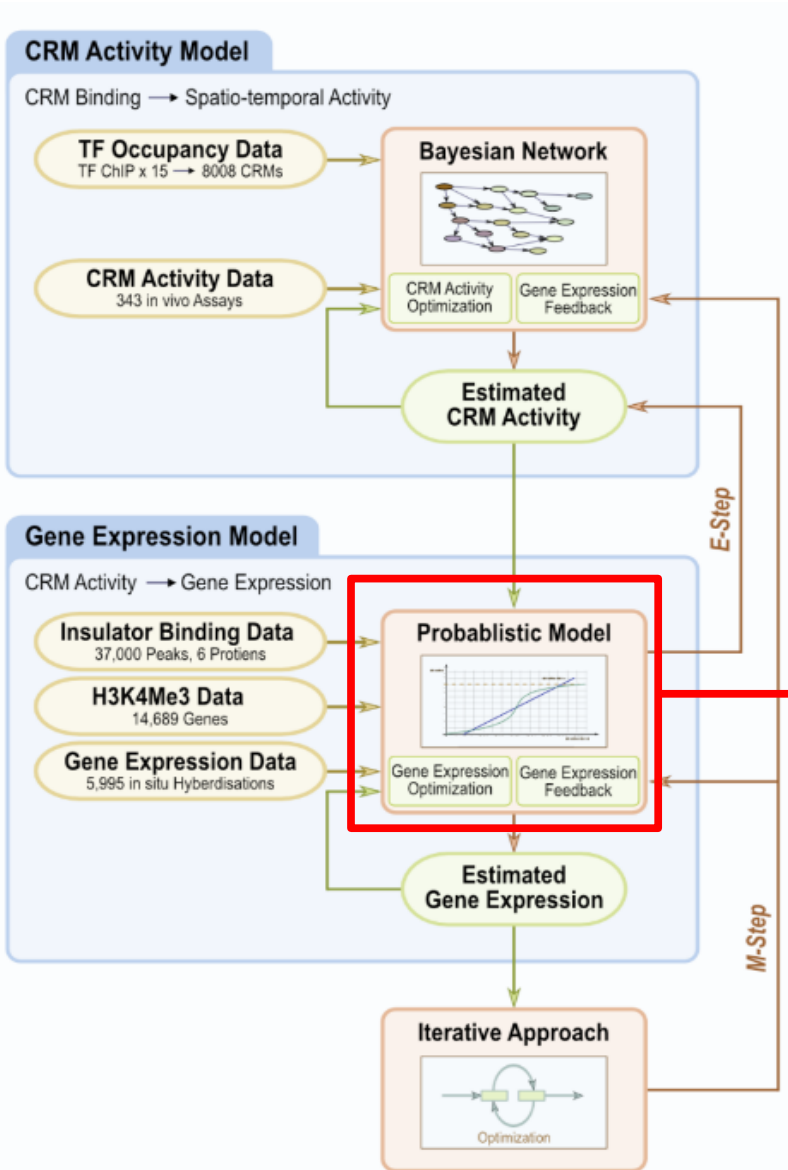 CRM Activity Model
CRM Binding → Spatio-temporal Activity
TF Occupancy Data
TF ChIP x 15 → 8008 CRMs
Bayesian Network
CRM Activity Data
343 in vivo Assays
CRM Activity
Optimization
Gene Expression
Feedback
Estimated
CRM Activity
E-Step
Gene Expression Model
CRM Activity → Gene Expression
Insulator Binding Data
37,000 Peaks, 6 Protiens
Probablistic Model
H3K4Me3 Data
14,689 Genes
Gene Expression Data
5,995 in situ Hyberdisations
Gene Expression
Optimization
Gene Expression
Feedback
Estimated
Gene Expression
M-Step
Iterative Approach
Optimization